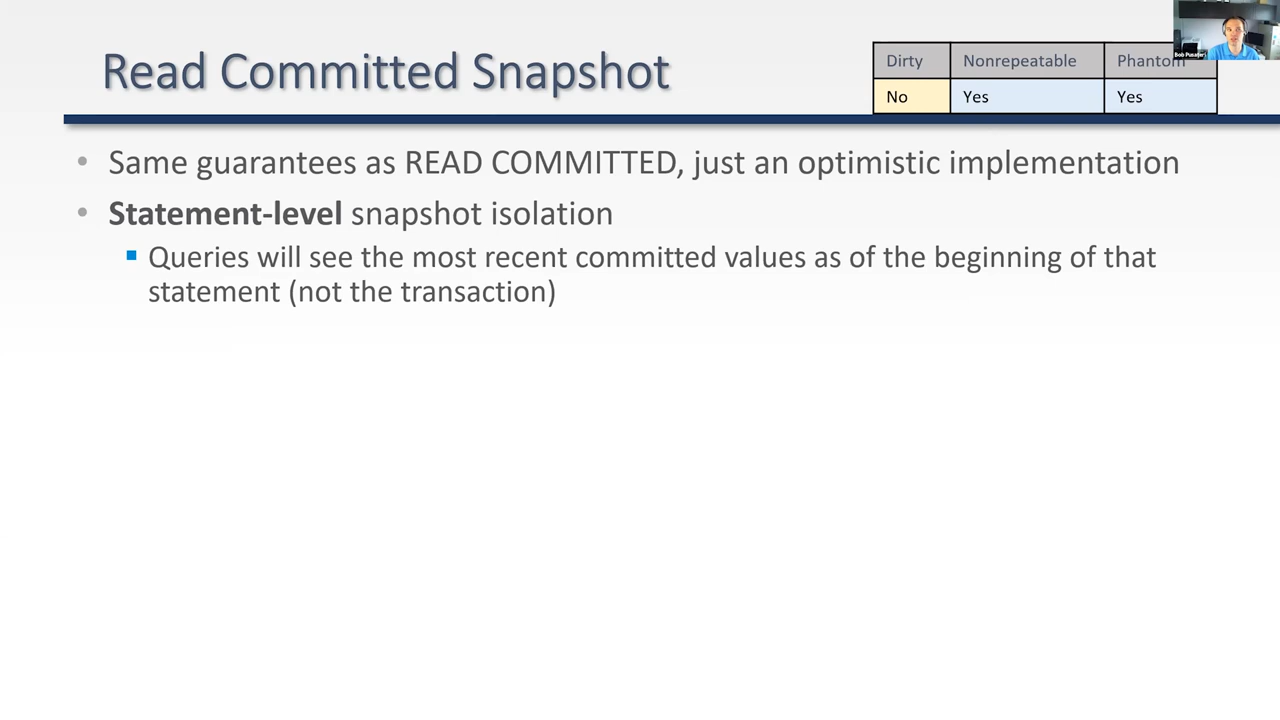 Read Committed Snapshot
Dirty Nonrepeatable Phantom
No Yes Yes
Bob Pusateri
• Same guarantees as READ COMMITTED, just an optimistic implementation
• Statement-level snapshot isolation
Queries will see the most recent committed values as of the beginning of that
statement (not the transaction)